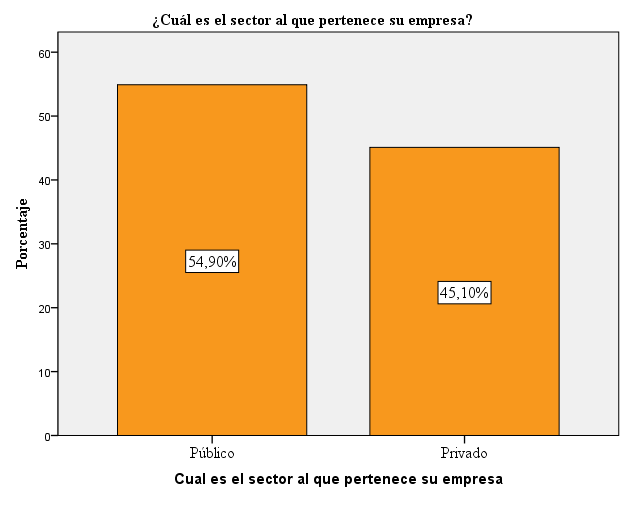 ¿Cuál es el sector al que pertenece su empresa?
60
50
40
30
20
10
0
Porcentaje
54,90%
45,10%
Público
Privado
Cual es el sector al que pertenece su empresa